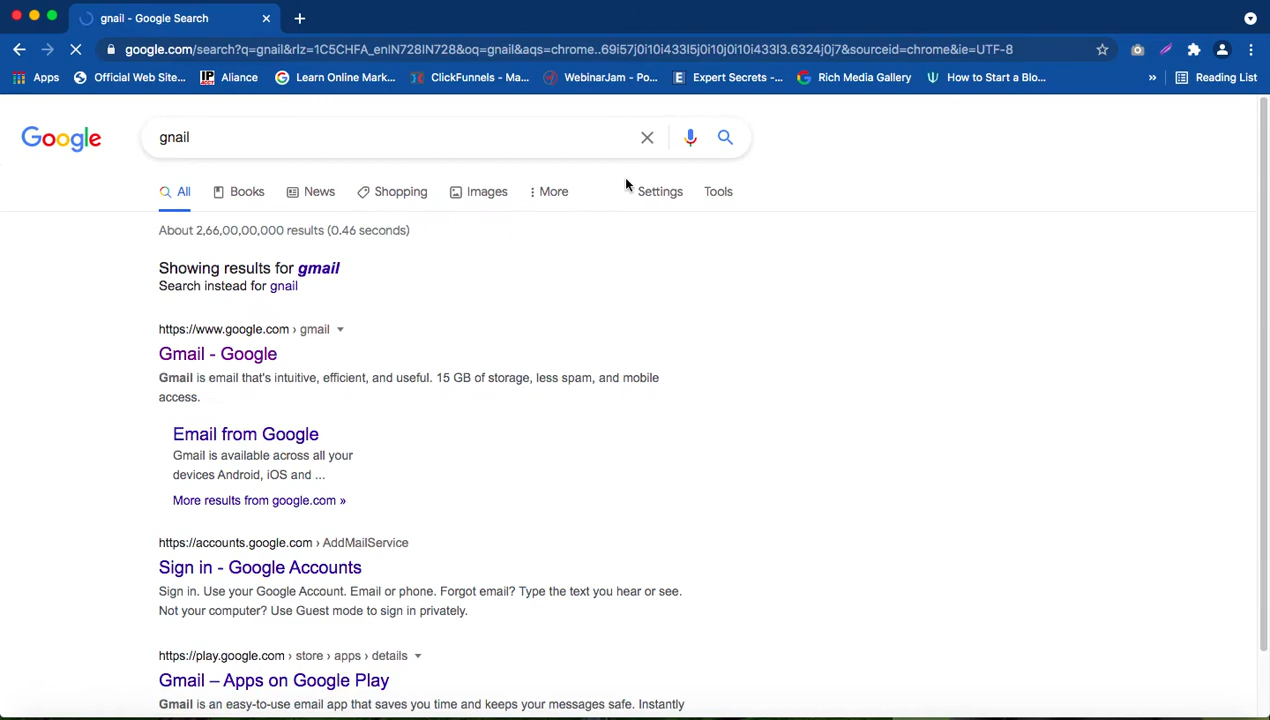 gnail - Google Search
google.com/search?q=gnail&rlz=1C5CHFA_enIN728IN728&oq=gnail&aqs=chrome..69i57j0i10i433l5j0i10j0i10i433l3.6324j0j7&sourceid=chrome&ie=UTF-8
Apps Official Web Site... IP Alliance Learn Online Mark... ClickFunnels - Ma... WebinarJam - Po... E Expert Secrets -... Rich Media Gallery How to Start a Blo... » Reading List
Google gnail
All Books News Shopping Images More Settings Tools
About 2,66,00,00,000 results (0.46 seconds)
Showing results for gmail
Search instead for gnail
https://www.google.com › gmail
Gmail - Google
Gmail is email that's intuitive, efficient, and useful. 15 GB of storage, less spam, and mobile
access.
Email from Google
Gmail is available across all your
devices Android, iOS and ...
More results from google.com »
https://accounts.google.com › AddMailService
Sign in - Google Accounts
Sign in. Use your Google Account. Email or phone. Forgot email? Type the text you hear or see.
Not your computer? Use Guest mode to sign in privately.
https://play.google.com › store › apps › details
Gmail – Apps on Google Play
Gmail is an easy-to-use email app that saves you time and keeps your messages safe. Instantly